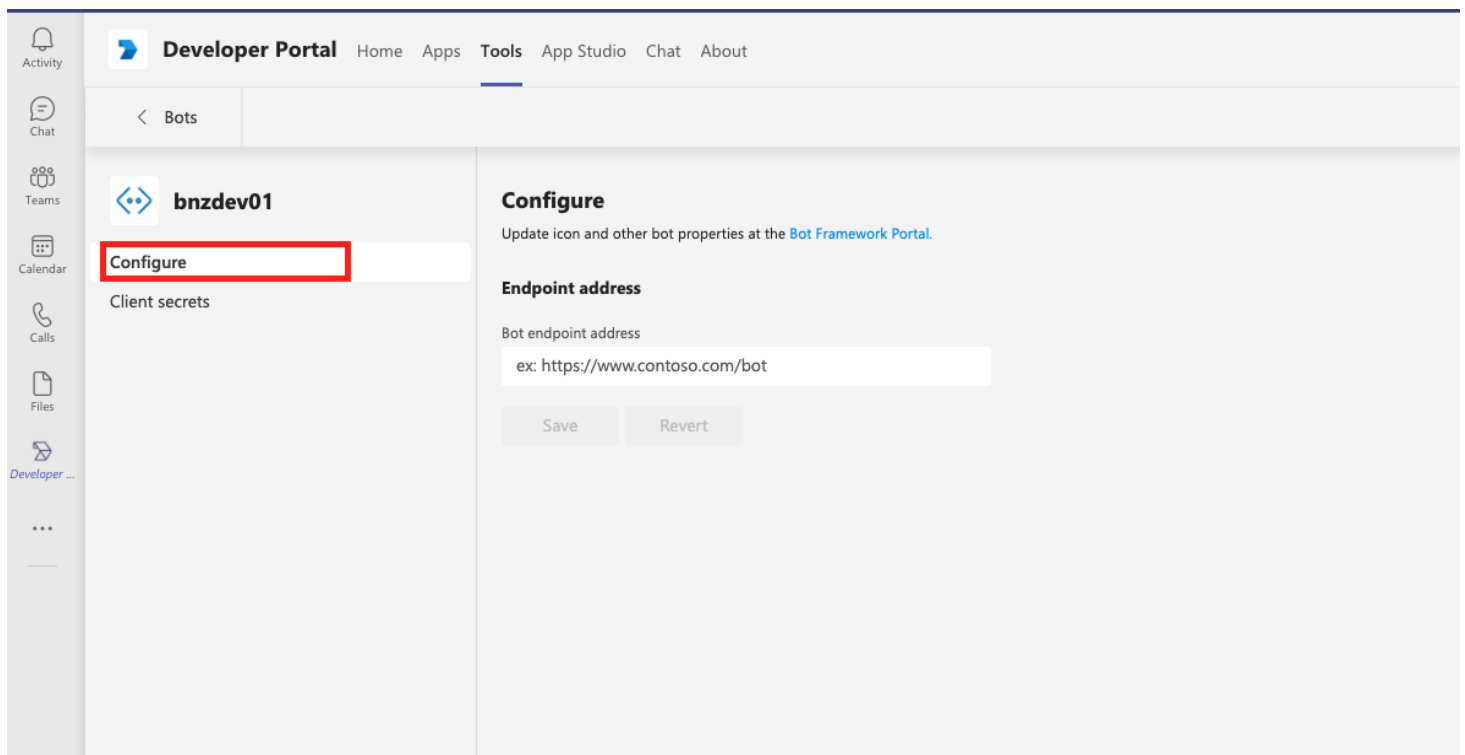 Activity
Chat
Teams
Calendar
Calls
Files
Developer ...
Developer Portal Home Apps Tools App Studio Chat About
Bots
bnzdev01
Configure
Client secrets
Configure
Update icon and other bot properties at the Bot Framework Portal.
Endpoint address
Bot endpoint address
ex: https://www.contoso.com/bot
Save Revert